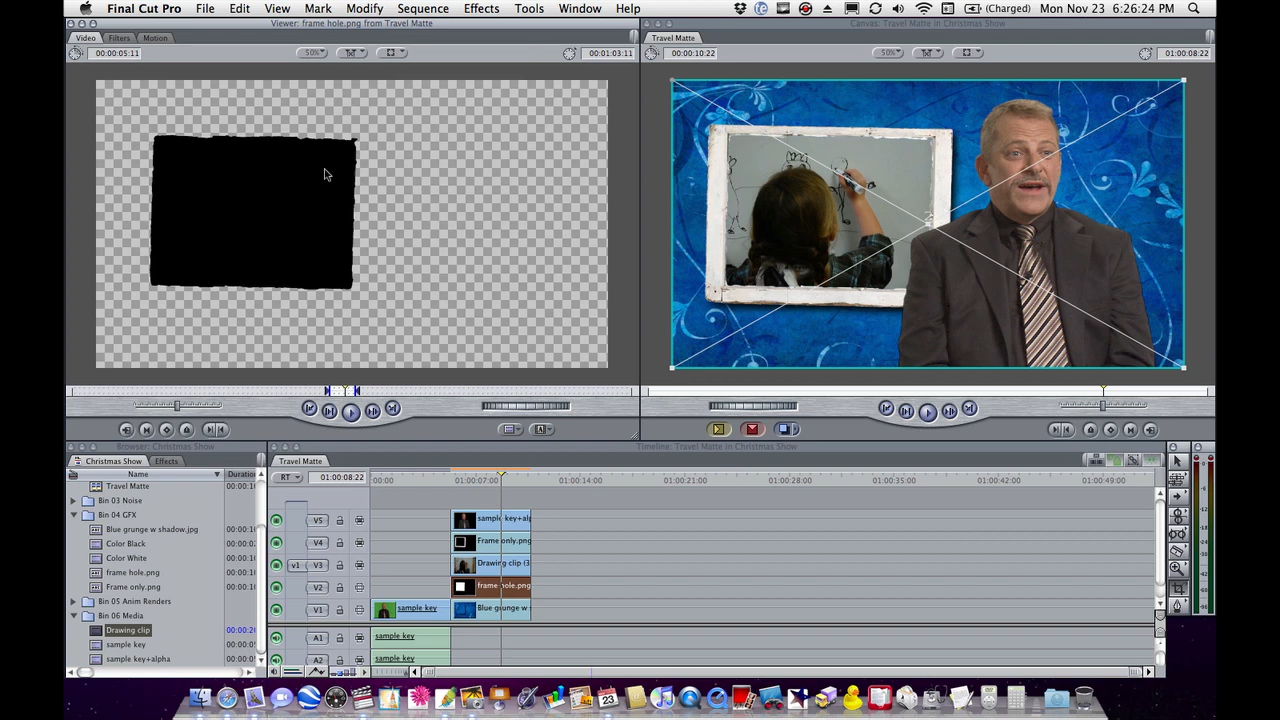 Final Cut Pro File Edit View Mark Modify Sequence Effects Tools Window Help (Charged) Mon Nov 23 6:26:24 PM
Viewer: frame hole.png from Travel Matte
Canvas: Travel Matte in Christmas Show
Video Filters Motion
Travel Matte
00:00:05:11 50% 00:01:03:11
00:00:10:22 50% 01:00:08:22
Browser: Christmas Show
Timeline: Travel Matte in Christmas Show
Christmas Show Effects
Travel Matte
Name Duration
RT 01:00:08:22 00:00 01:00:07:00 01:00:14:00 01:00:21:00 01:00:28:00 01:00:35:00 01:00:42:00 01:00:49:00
Travel Matte 00:00:10
Bin 03 Noise
Bin 04 GFX
Blue grunge w shadow.jpg 00:00:10
Color Black 00:00:10
Color White 00:00:10
frame hole.png 00:00:10
Frame only.png 00:00:10
Bin 05 Anim Renders
Bin 06 Media
Drawing clip 00:00:20
sample key 00:00:05
sample key+alpha 00:00:05
V5 sample key+alp
V4 Frame only.png
v1 V3 Drawing clip (3
V2 frame hole.png
V1 sample key Blue grunge w
A1 sample key
A2 sample key